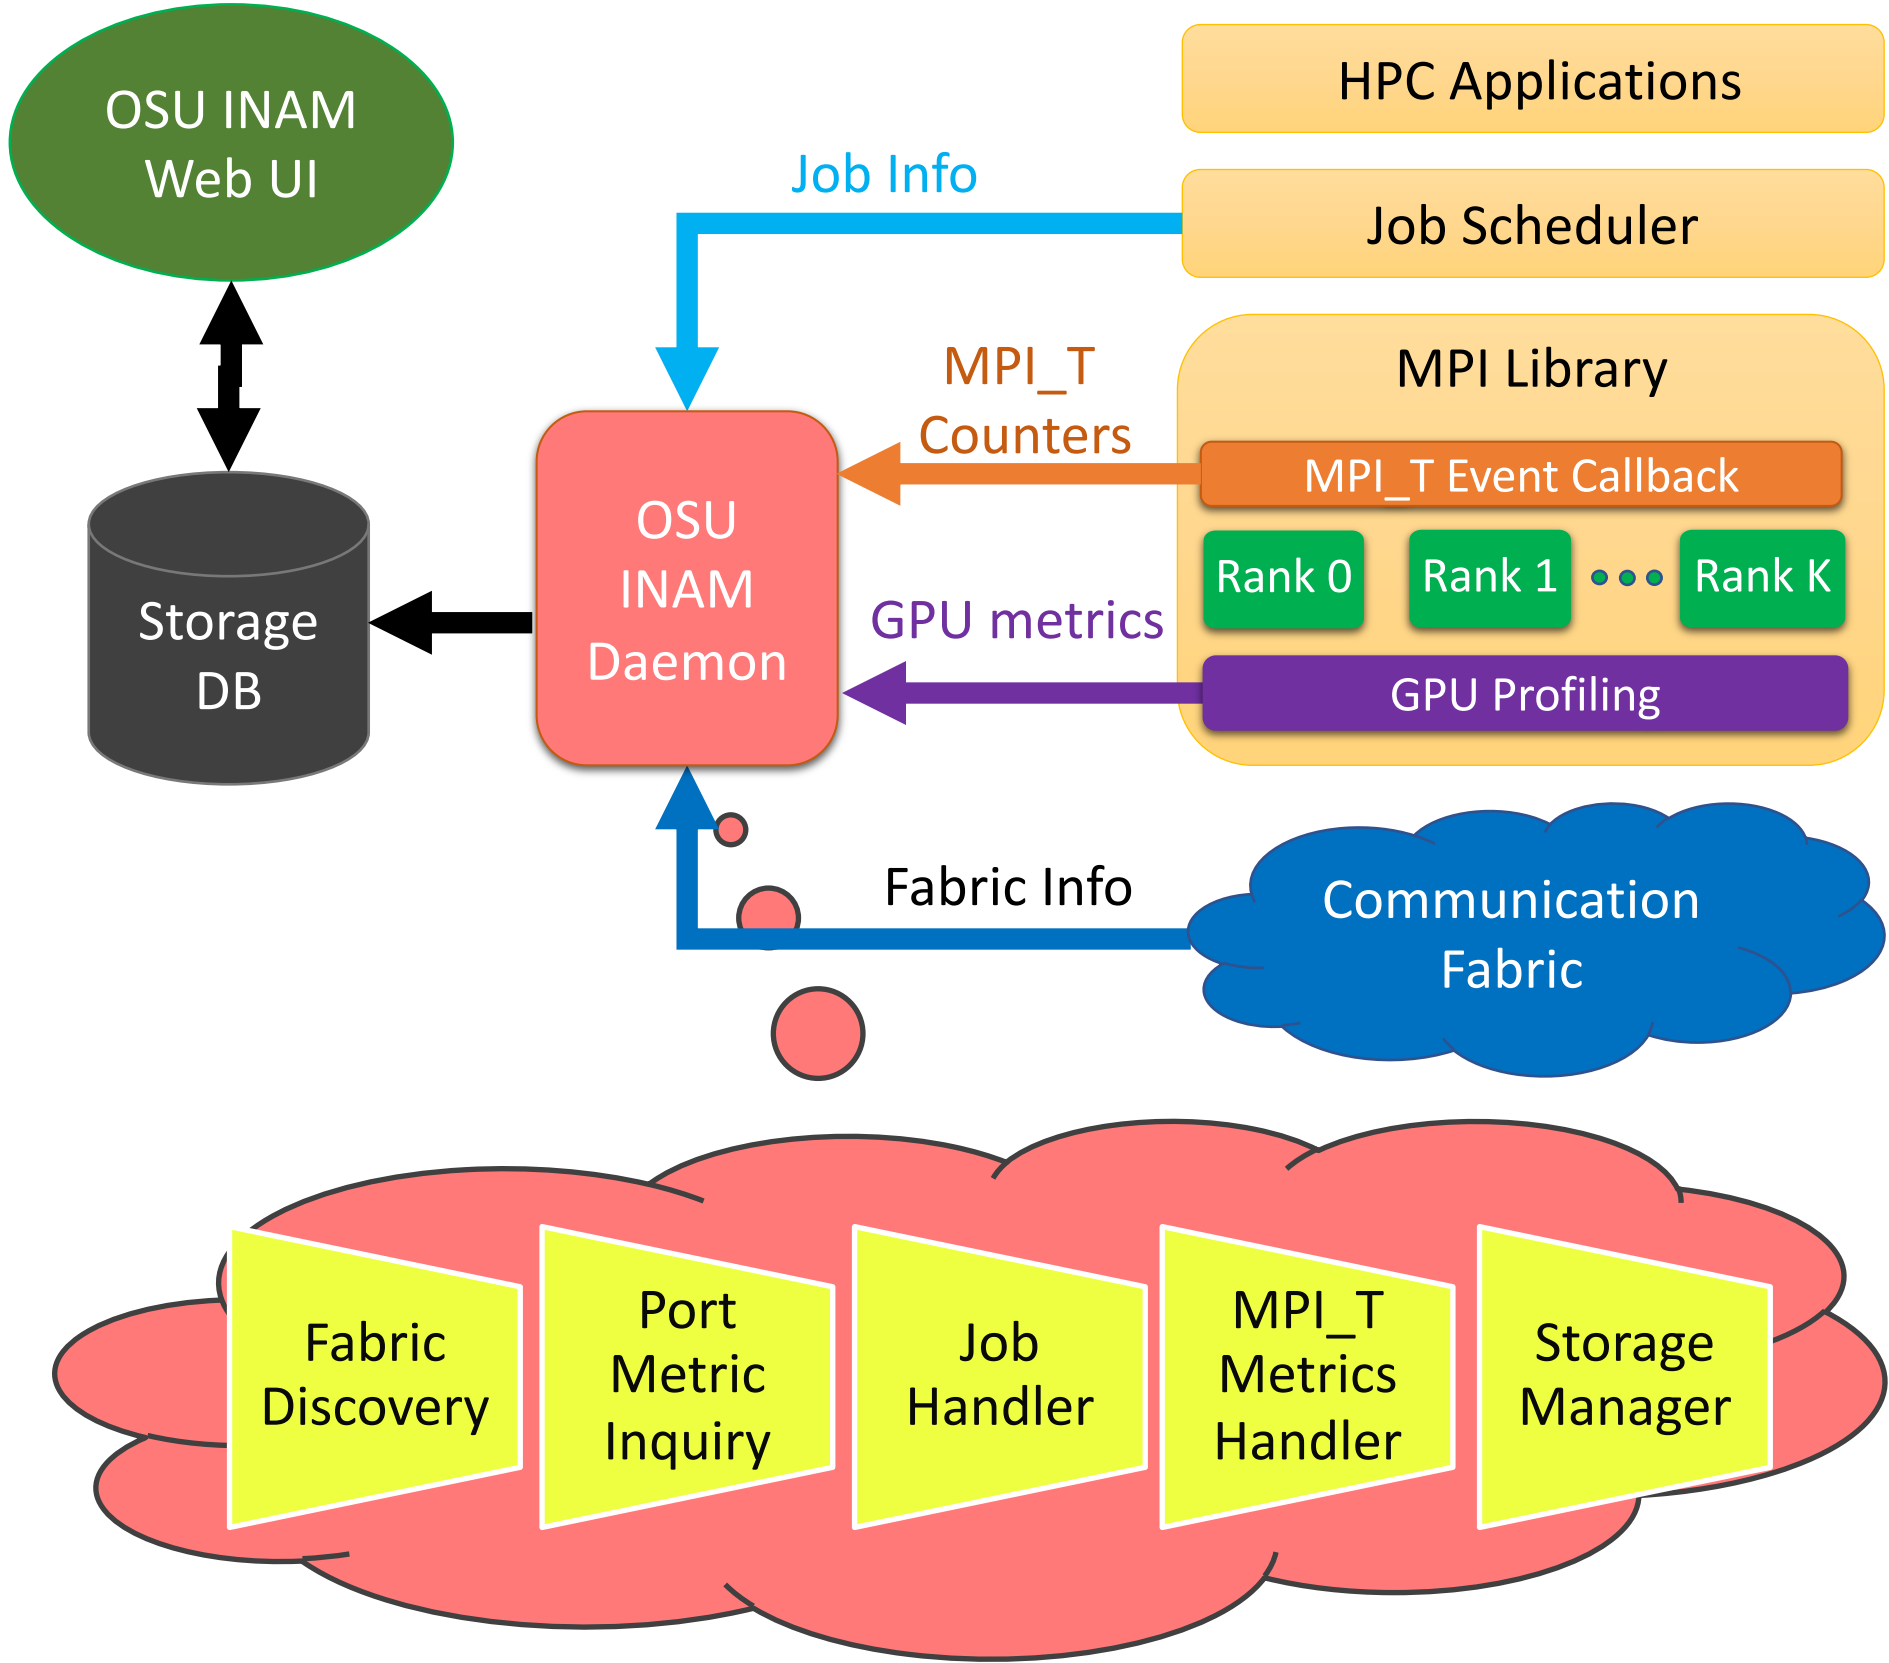 OSU INAM
Web UI
HPC Applications
Job Info
Job Scheduler
MPI_T
Counters
MPI Library
MPI_T Event Callback
Rank 0
Rank 1
Rank K
GPU metrics
GPU Profiling
OSU
INAM
Daemon
Storage
DB
Fabric Info
Communication
Fabric
Fabric
Discovery
Port
Metric
Inquiry
Job
Handler
MPI_T
Metrics
Handler
Storage
Manager